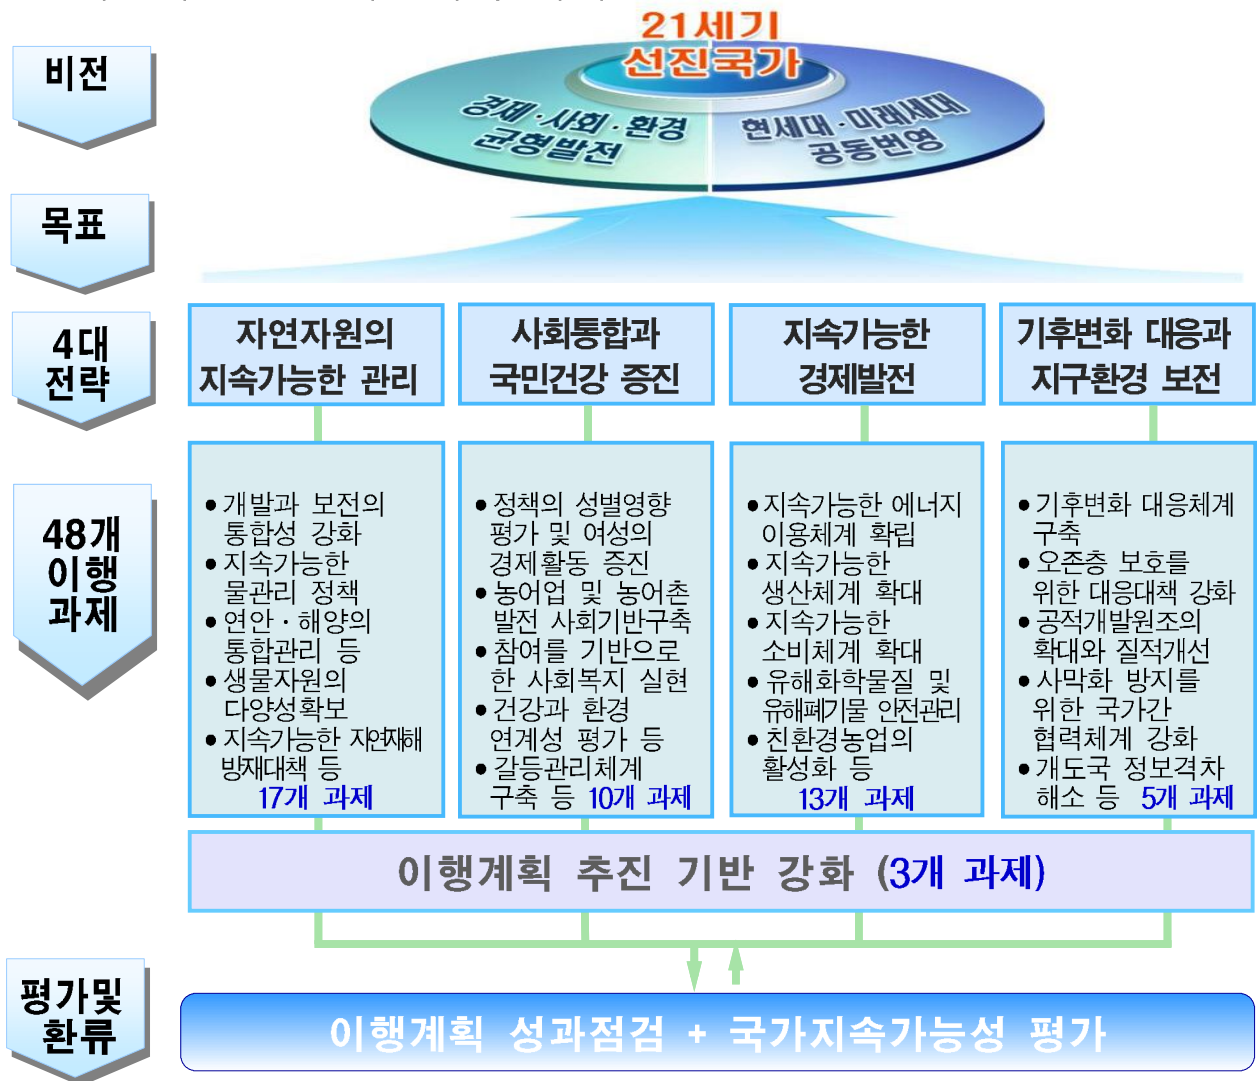 비전
21세기
선진국가
경제·사회·환경
균형발전
현세대·미래세대
공동번영
목표
4대
전략
자연자원의
지속가능한 관리
사회통합과
국민건강 증진
지속가능한
경제발전
기후변화 대응과
지구환경 보전
48개
이행
과제
•개발과 보전의
통합성 강화
•지속가능한
물관리 정책
•연안·해양의
통합관리 등
•생물자원의
다양성확보
•지속가능한 자연재해
방재대책 등
17개 과제
•정책의 성별영향
평가 및 여성의
경제활동 증진
•농어업 및 농어촌
발전 사회기반구축
•참여를 기반으로
한 사회복지 실현
•건강과 환경
연계성 평가 등
•갈등관리체계
구축 등 10개 과제
•지속가능한 에너지
이용체계 확립
•지속가능한
생산체계 확대
•지속가능한
소비체계 확대
•유해화학물질 및
유해폐기물 안전관리
•친환경농업의
활성화 등
13개 과제
•기후변화 대응체계
구축
•오존층 보호를
위한 대응대책 강화
•공적개발원조의
확대와 질적개선
•사막화 방지를
위한 국가간
협력체계 강화
•개도국 정보격차
해소 등 5개 과제
이행계획 추진 기반 강화 (3개 과제)
평가및
환류
이행계획 성과점검 + 국가지속가능성 평가